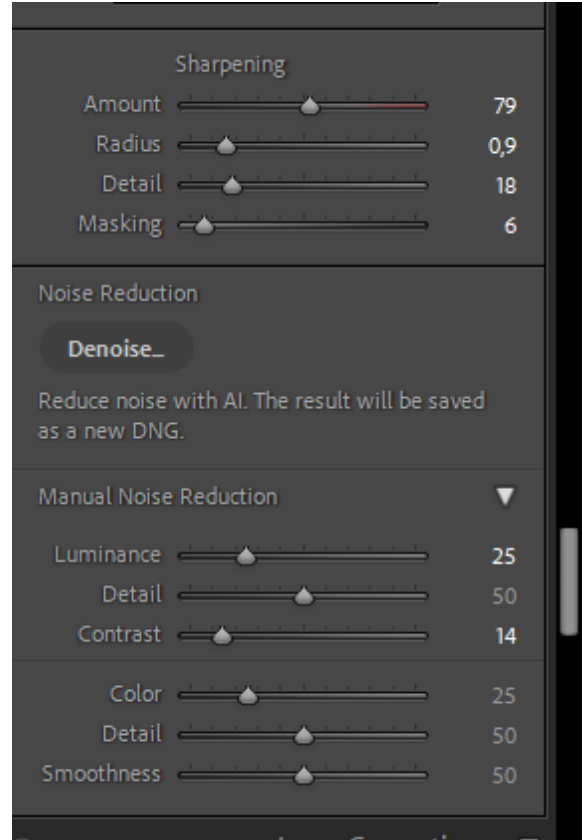 Sharpening
Amount 79
Radius 0,9
Detail 18
Masking 6
Noise Reduction
Denoise...
Reduce noise with AI. The result will be saved
as a new DNG.
Manual Noise Reduction
Luminance 25
Detail 50
Contrast 14
Color 25
Detail 50
Smoothness 50